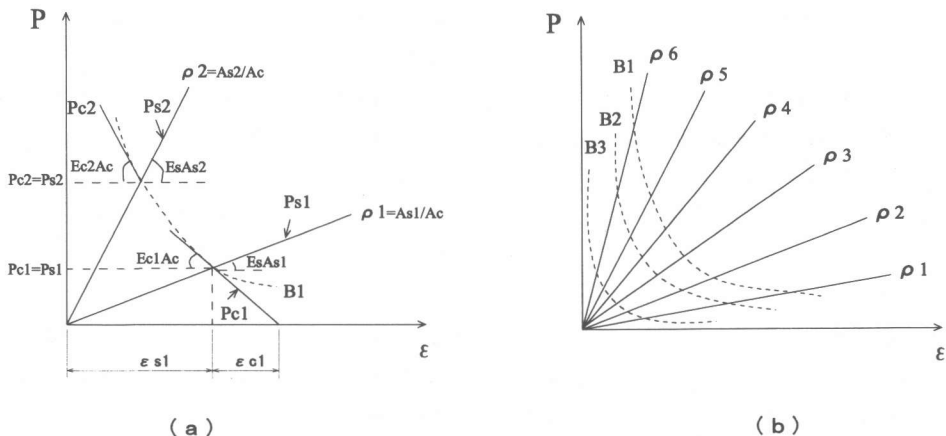 P
ρ 2=As2/Ac
Pc2
Ps2
Ec2Ac
EsAs2
Pc2=Ps2
Ps1
ρ 1=As1/Ac
Ec1Ac
EsAs1
Pc1=Ps1
B1
Pc1
ε
ε s1
ε c1
(a)
P
B1
ρ 6
ρ 5
B2
ρ 4
B3
ρ 3
ρ 2
ρ 1
ε
(b)